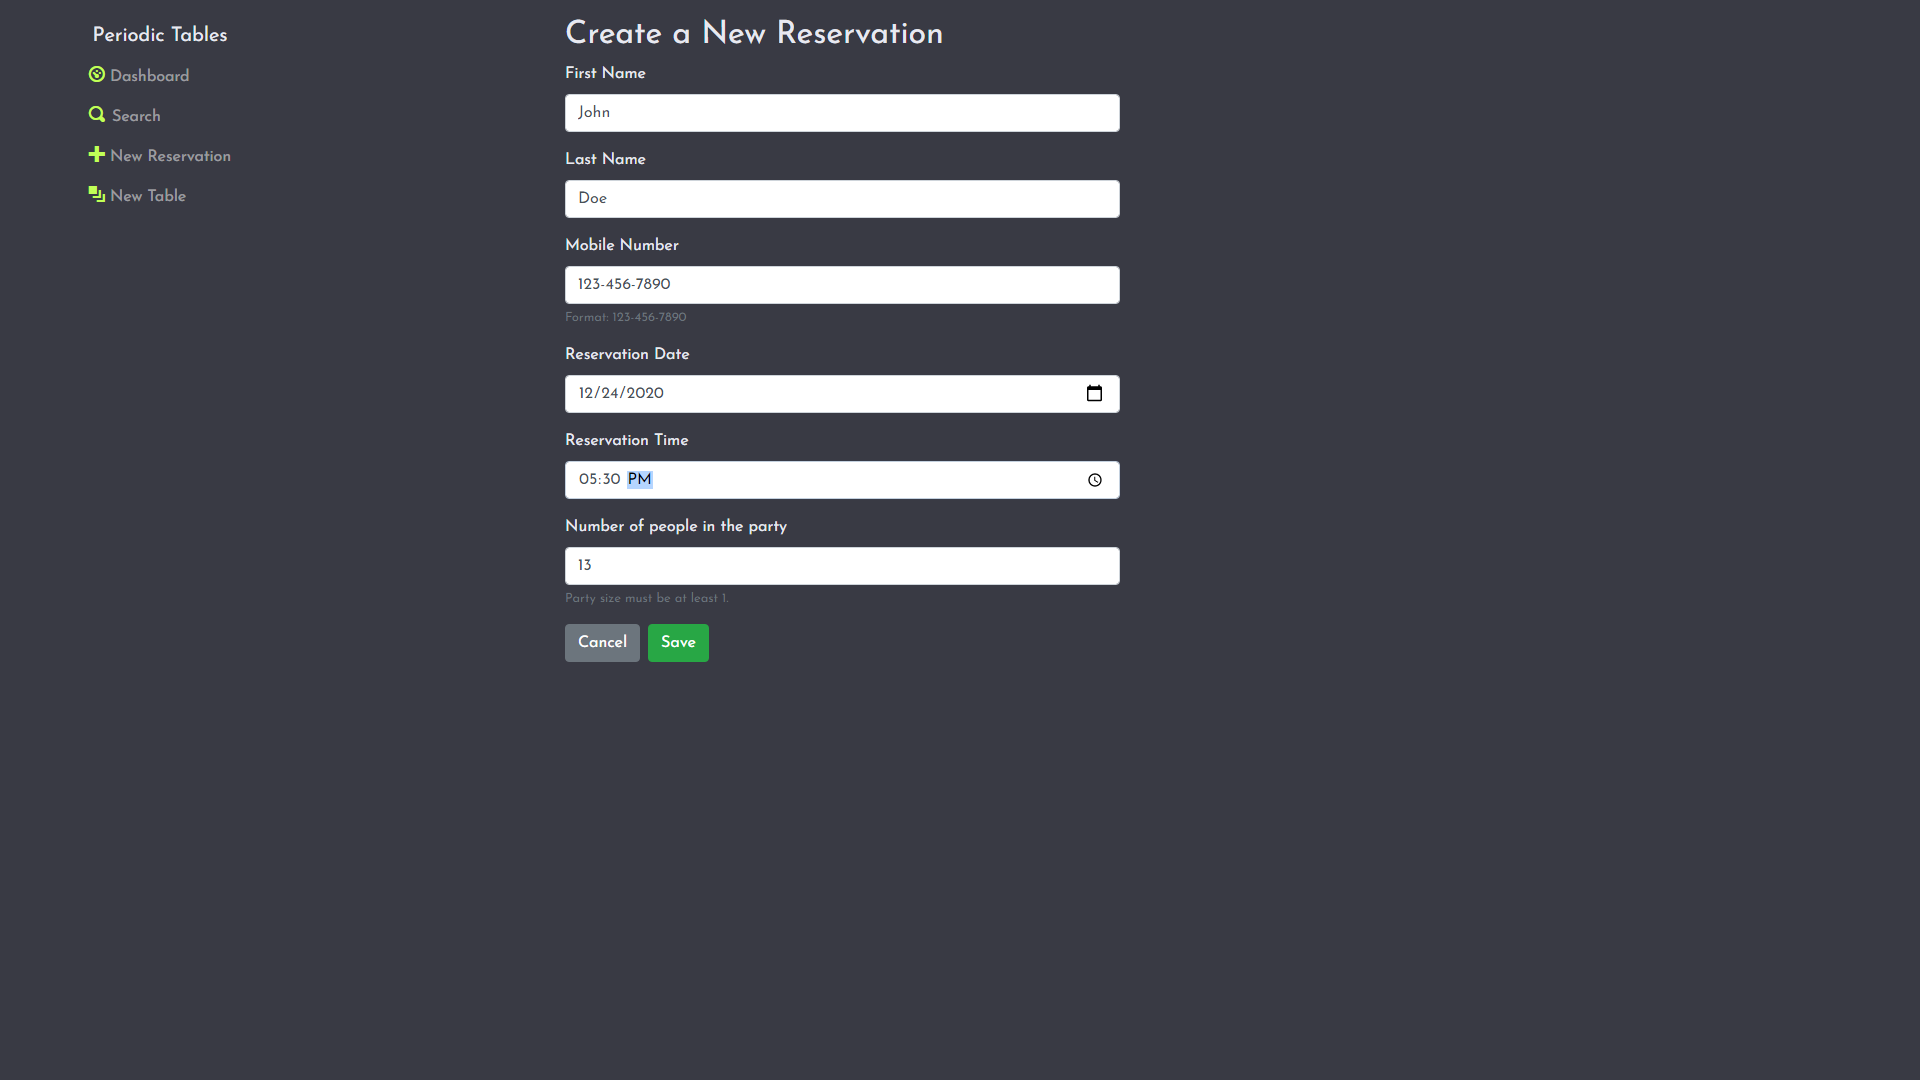 Periodic Tables
Dashboard
Search
New Reservation
New Table
Create a New Reservation
First Name
John
Last Name
Doe
Mobile Number
123-456-7890
Format: 123-456-7890
Reservation Date
12/24/2020
Reservation Time
05:30 PM
Number of people in the party
13
Party size must be at least 1.
Cancel Save